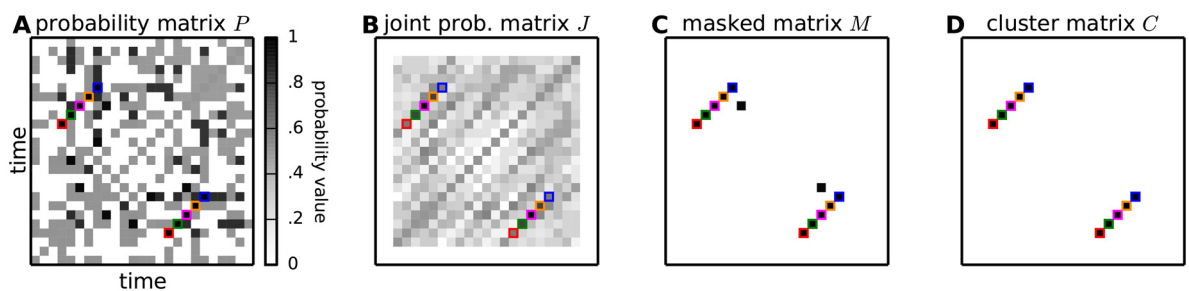 A probability matrix P
B joint prob. matrix J
C masked matrix M
D cluster matrix C
time
time
1
.8
.6
.4
.2
0
probability value